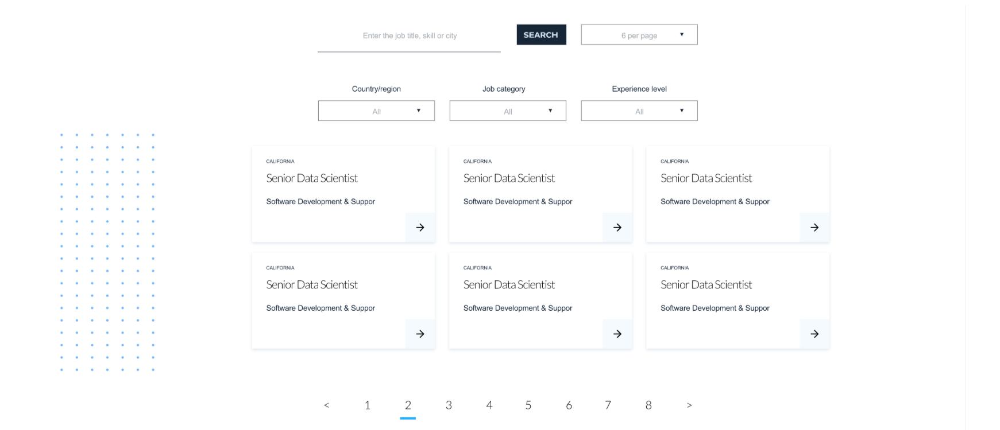 Enter the job title, skill or city
SEARCH
6 per page
Country/region
Job category
Experience level
All
All
All
CALIFORNIA
Senior Data Scientist
Software Development & Suppor
CALIFORNIA
Senior Data Scientist
Software Development & Suppor
CALIFORNIA
Senior Data Scientist
Software Development & Suppor
CALIFORNIA
Senior Data Scientist
Software Development & Suppor
CALIFORNIA
Senior Data Scientist
Software Development & Suppor
CALIFORNIA
Senior Data Scientist
Software Development & Suppor
< 1 2 3 4 5 6 7 8 >